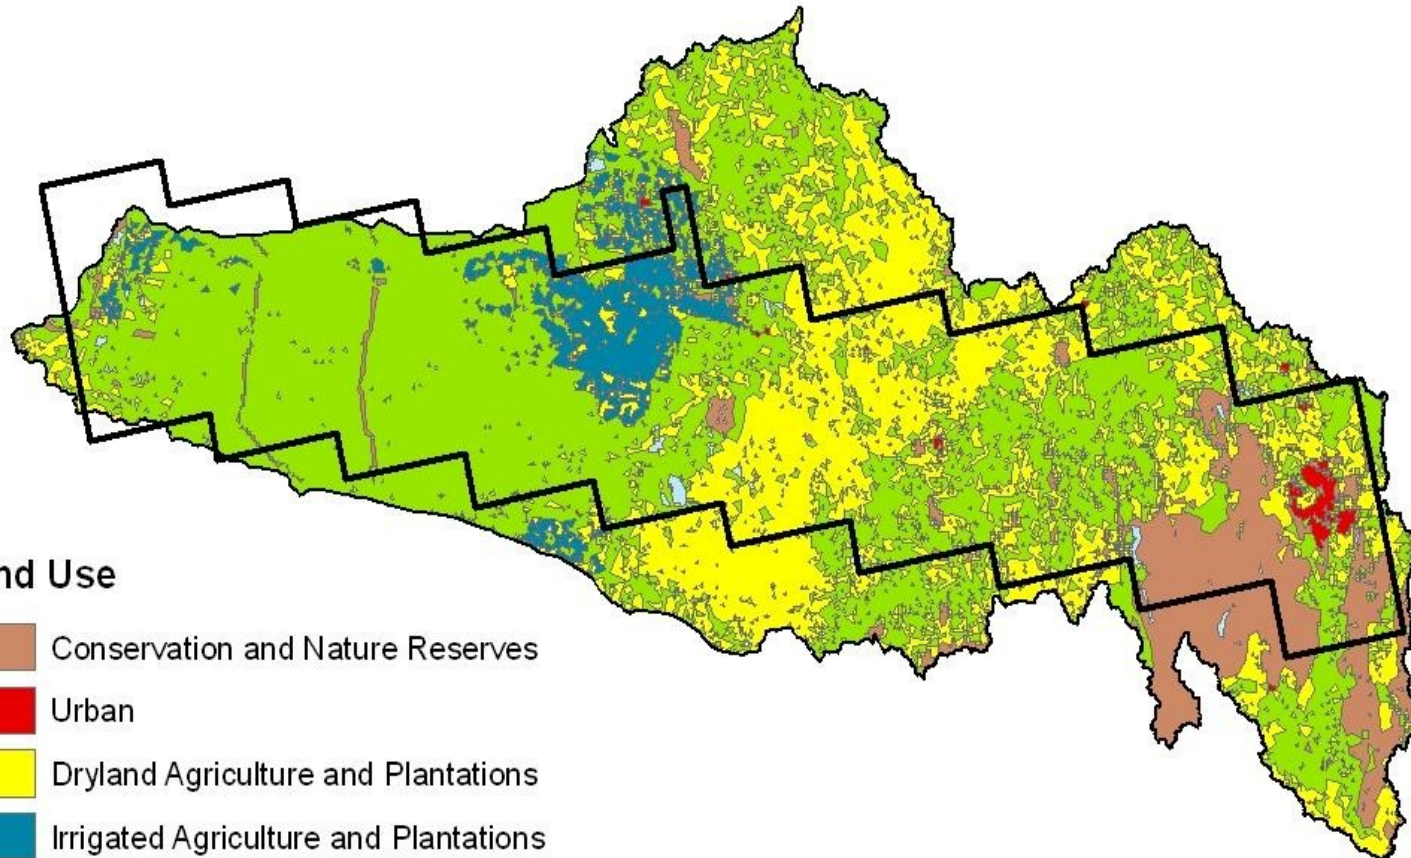 nd Use
Conservation and Nature Reserves
Urban
Dryland Agriculture and Plantations
Irrigated Agriculture and Plantations